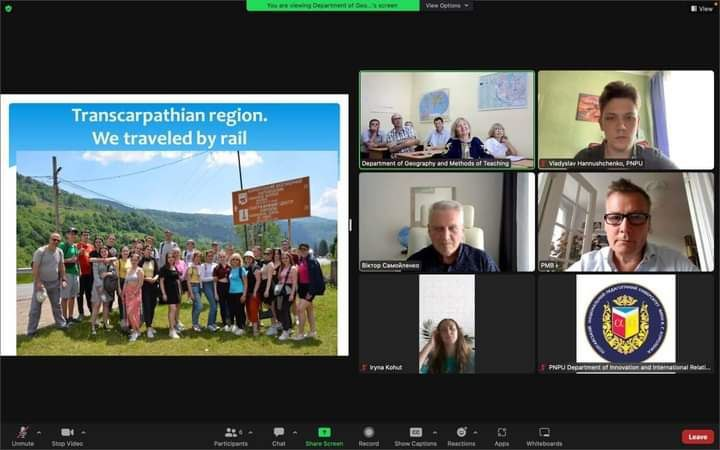 You are viewing Department of Geo...'s screen
View Options
View
Transcarpathian region.
We traveled by rail
Department of Geography and Methods of Teaching
Vladyslav Hannushchenko, PNPU
Віктор Самойленко
PMB
Iryna Kohut
PNPU Department of Innovation and International Relati...
Unmute
Stop Video
6
Participants
Chat
Share Screen
Record
Show Captions
Reactions
Apps
Whiteboards
Leave